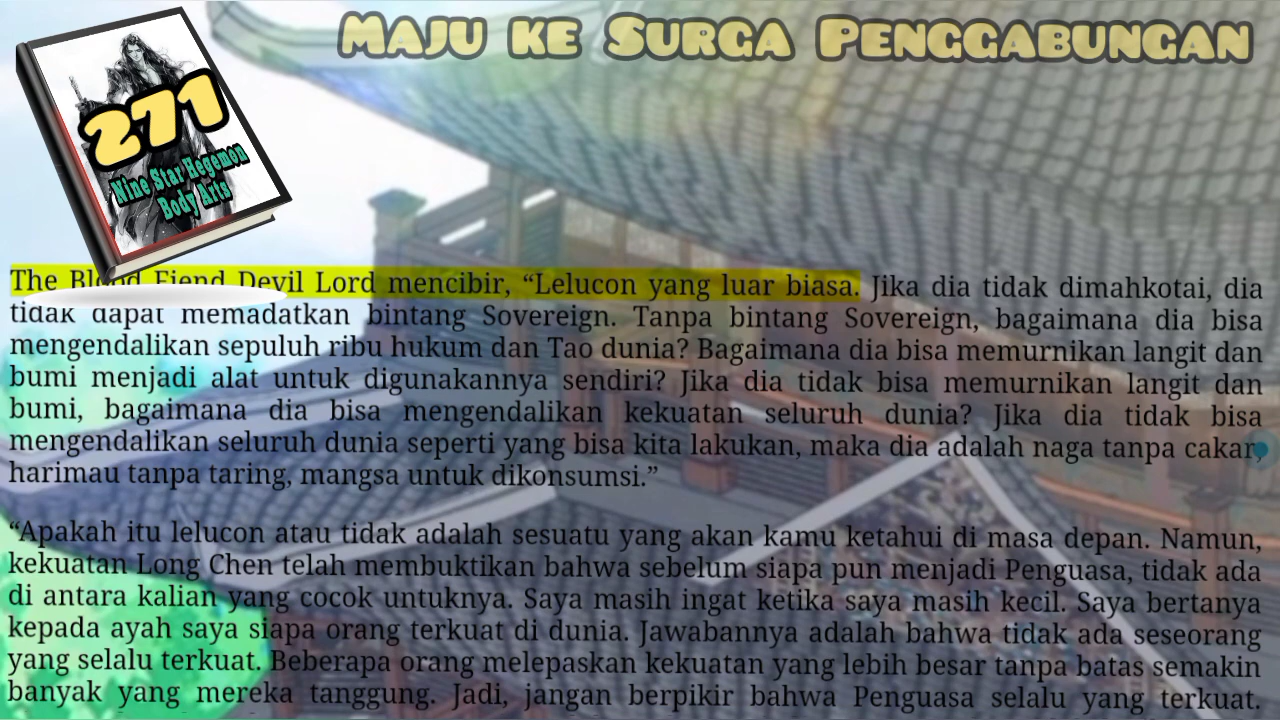 Maju ke Surga Penggabungan
271
Nine Star Hegemon
Body Arts
The Blood Fiend Devil Lord mencibir, “Lelucon yang luar biasa. Jika dia tidak dimahkotai, dia
tidak dapat memadatkan bintang Sovereign. Tanpa bintang Sovereign, bagaimana dia bisa
mengendalikan sepuluh ribu hukum dan Tao dunia? Bagaimana dia bisa memurnikan langit dan
bumi menjadi alat untuk digunakannya sendiri? Jika dia tidak bisa memurnikan langit dan
bumi, bagaimana dia bisa mengendalikan kekuatan seluruh dunia? Jika dia tidak bisa
mengendalikan seluruh dunia seperti yang bisa kita lakukan, maka dia adalah naga tanpa cakar,
harimau tanpa taring, mangsa untuk dikonsumsi.”
“Apakah itu lelucon atau tidak adalah sesuatu yang akan kamu ketahui di masa depan. Namun,
kekuatan Long Chen telah membuktikan bahwa sebelum siapa pun menjadi Penguasa, tidak ada
di antara kalian yang cocok untuknya. Saya masih ingat ketika saya masih kecil. Saya bertanya
kepada ayah saya siapa orang terkuat di dunia. Jawabannya adalah bahwa tidak ada seseorang
yang selalu terkuat. Beberapa orang melepaskan kekuatan yang lebih besar tanpa batas semakin
banyak yang mereka tanggung. Jadi, jangan berpikir bahwa Penguasa selalu yang terkuat.